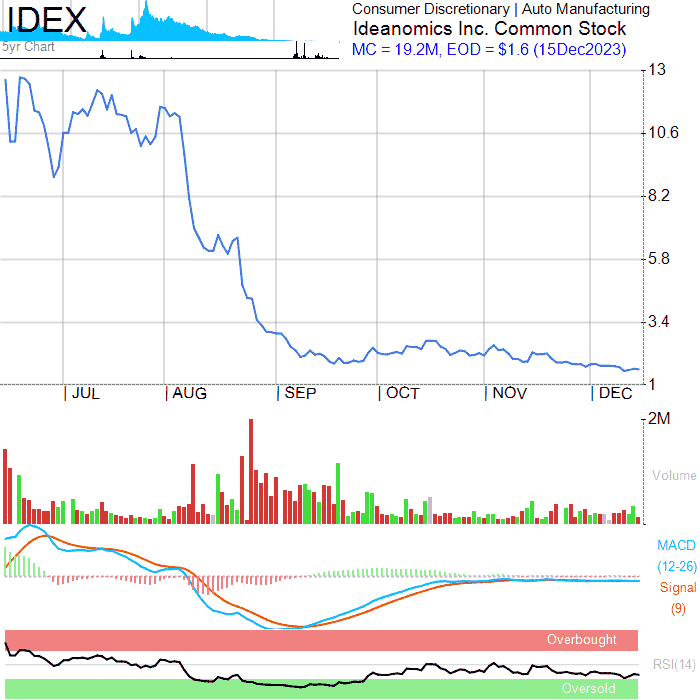 IDEX
5yr Chart
Consumer Discretionary | Auto Manufacturing
Ideanomics Inc. Common Stock
MC = 19.2M, EOD = $1.6 (15Dec2023)
13
10.6
8.2
5.8
3.4
1
JUL AUG SEP OCT NOV DEC
2M
Volume
MACD
(12-26)
Signal
(9)
Overbought
RSI(14)
Oversold